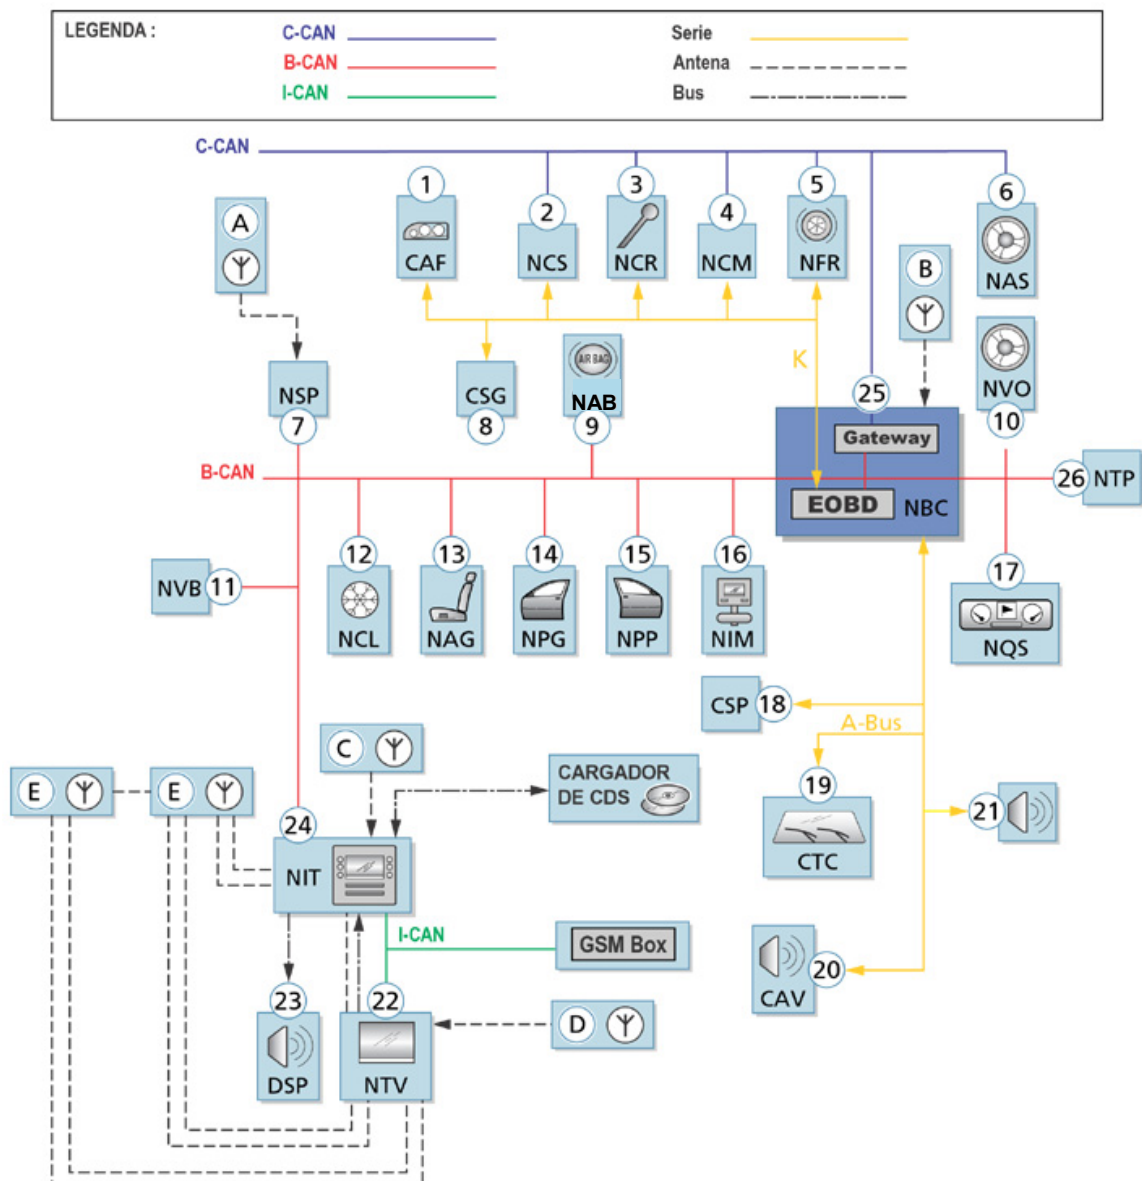 LEGENDA :
C-CAN
B-CAN
I-CAN
Serie
Antena
Bus
C-CAN
A
1
CAF
2
NCS
3
NCR
4
NCM
5
NFR
6
NAS
B
NSP
7
CSG
8
AIR BAG
NAB
9
K
25
Gateway
EOBD
NBC
NVO
10
B-CAN
26
NTP
NVB
11
12
NCL
13
NAG
14
NPG
15
NPP
16
NIM
17
NQS
CSP
18
A-Bus
19
CTC
21
CAV
20
C
CARGADOR
DE CDS
E
E
24
NIT
I-CAN
GSM Box
23
DSP
22
NTV
D